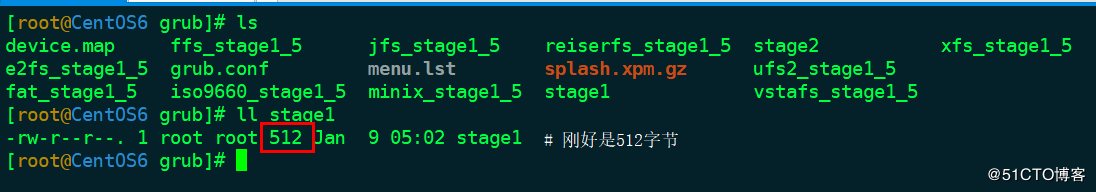 [root@CentOS6 grub]# ls
device.map ffs_stage1_5 jfs_stage1_5 reiserfs_stage1_5 stage2 xfs_stage1_5
e2fs_stage1_5 grub.conf menu.lst splash.xpm.gz ufs2_stage1_5
fat_stage1_5 iso9660_stage1_5 minix_stage1_5 stage1 vstafs_stage1_5
[root@CentOS6 grub]# ll stage1
-rw-r--r--. 1 root root 512 Jan 9 05:02 stage1 # 刚好是512字节
[root@CentOS6 grub]#
@51CTO博客